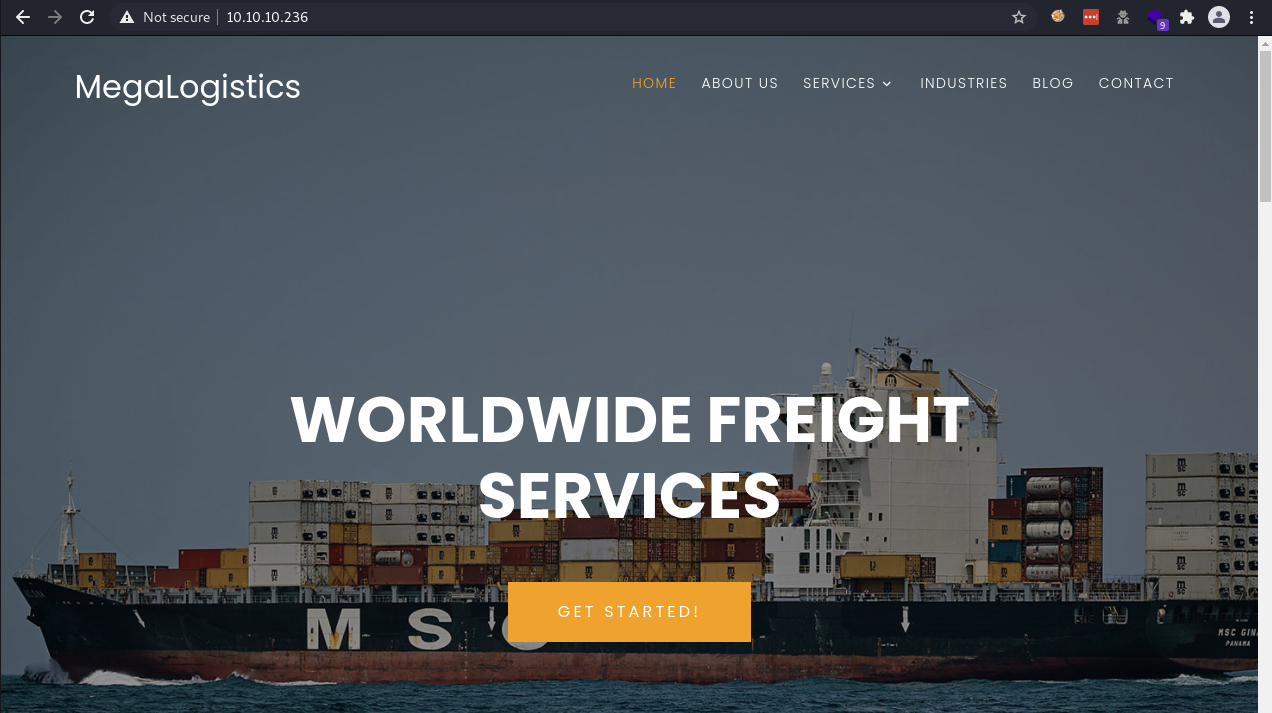 Not secure 10.10.10.236
9
MegaLogistics
HOME ABOUT US SERVICES INDUSTRIES BLOG CONTACT
WORLDWIDE FREIGHT
SERVICES
GET STARTED!
M S C
MSC GINA
PANAMA